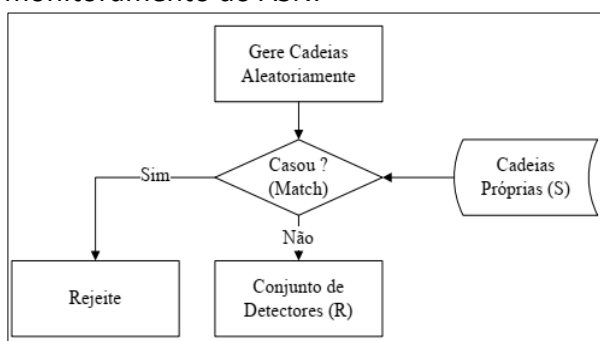 Gere Cadeias
Aleatoriamente
Casou ?
(Match)
Cadeias
Próprias (S)
Sim
Não
Rejeite
Conjunto de
Detectores (R)